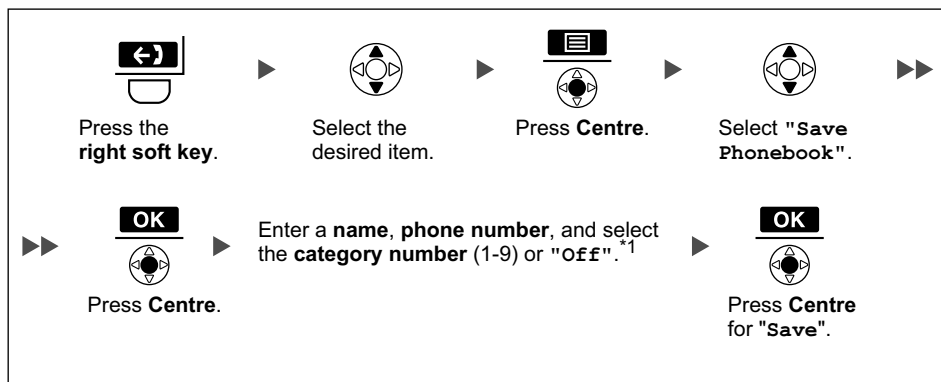 Press the
right soft key.
Select the
desired item.
Press Centre.
Select "Save
Phonebook".
OK
Press Centre.
Enter a name, phone number, and select
the category number (1-9) or "Off".*1
OK
Press Centre
for "Save".